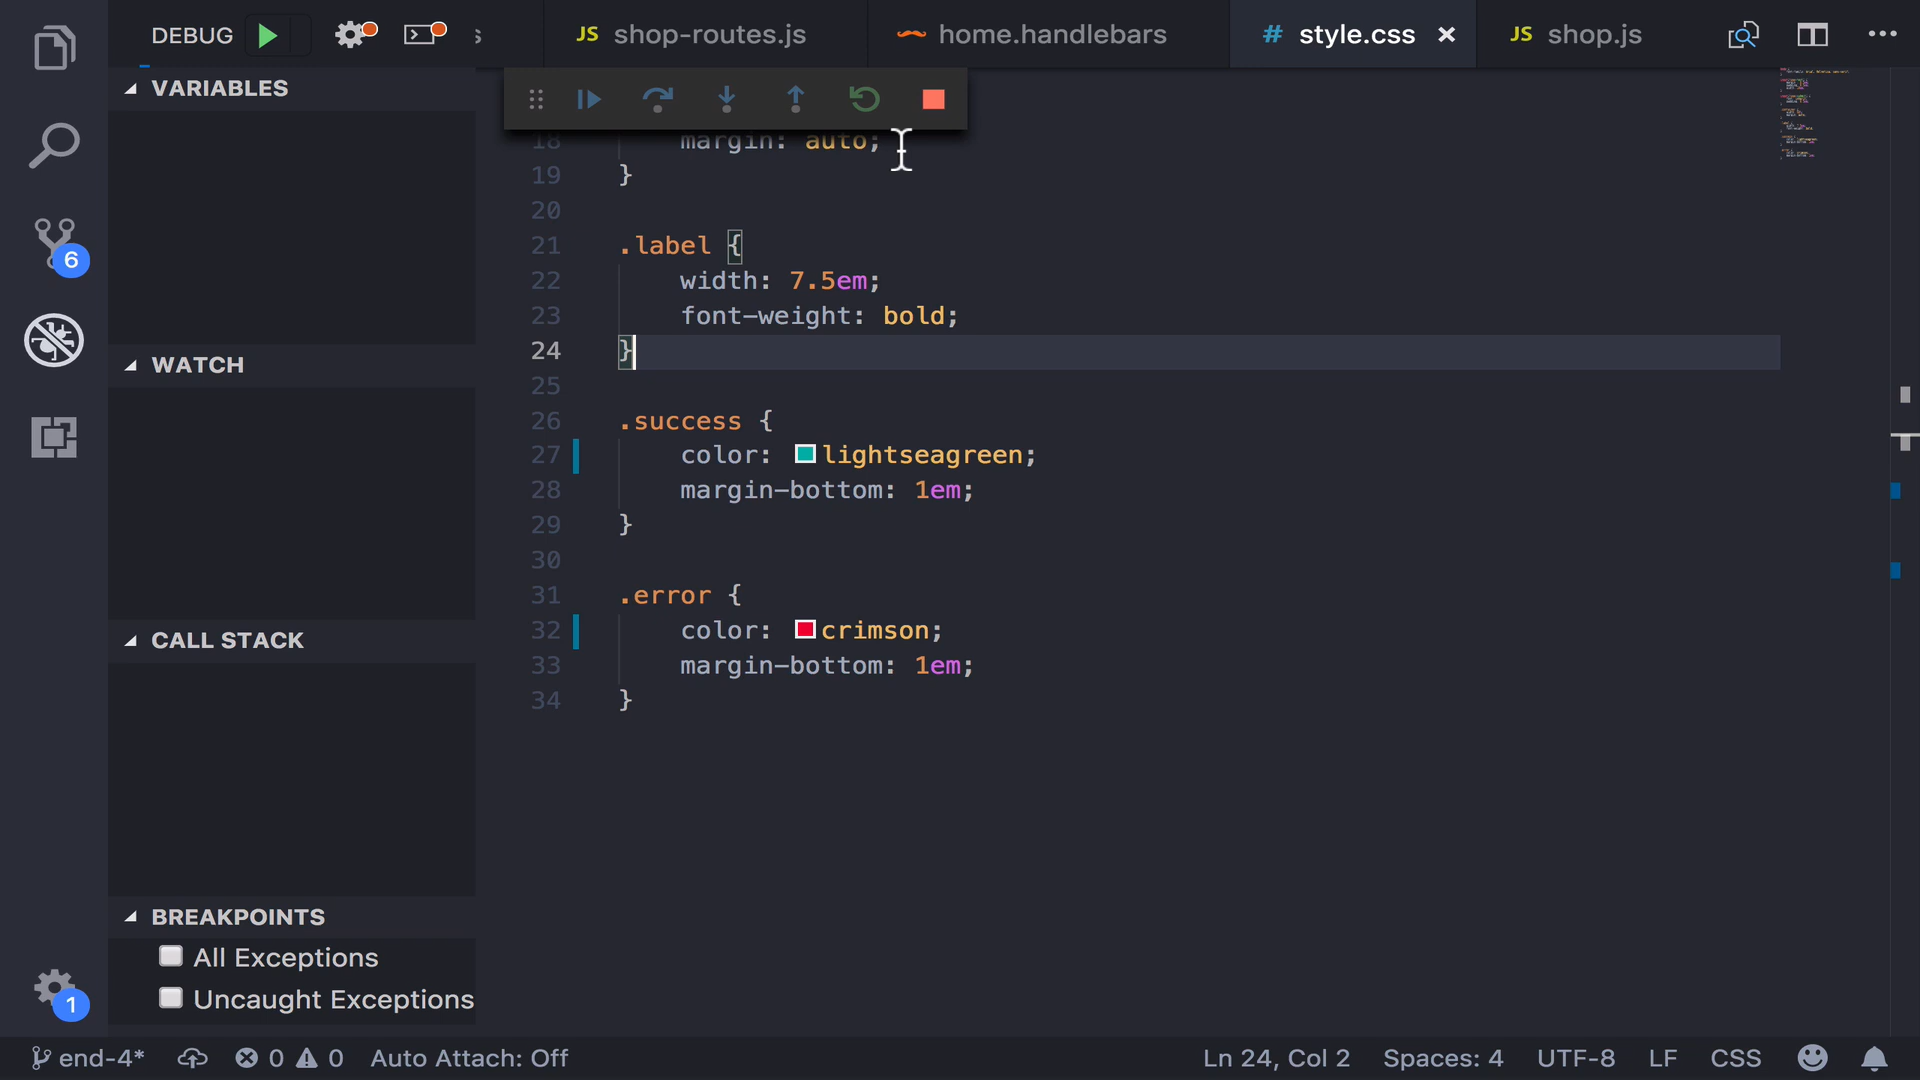 DEBUG
s
JS shop-routes.js
home.handlebars
# style.css
JS shop.js
VARIABLES
WATCH
CALL STACK
BREAKPOINTS
All Exceptions
Uncaught Exceptions
6
1
18 margin: auto;
19 }
20
21 .label {
22 width: 7.5em;
23 font-weight: bold;
24 }
25
26 .success {
27 color: lightseagreen;
28 margin-bottom: 1em;
29 }
30
31 .error {
32 color: crimson;
33 margin-bottom: 1em;
34 }
end-4* 0 0 Auto Attach: Off Ln 24, Col 2 Spaces: 4 UTF-8 LF CSS